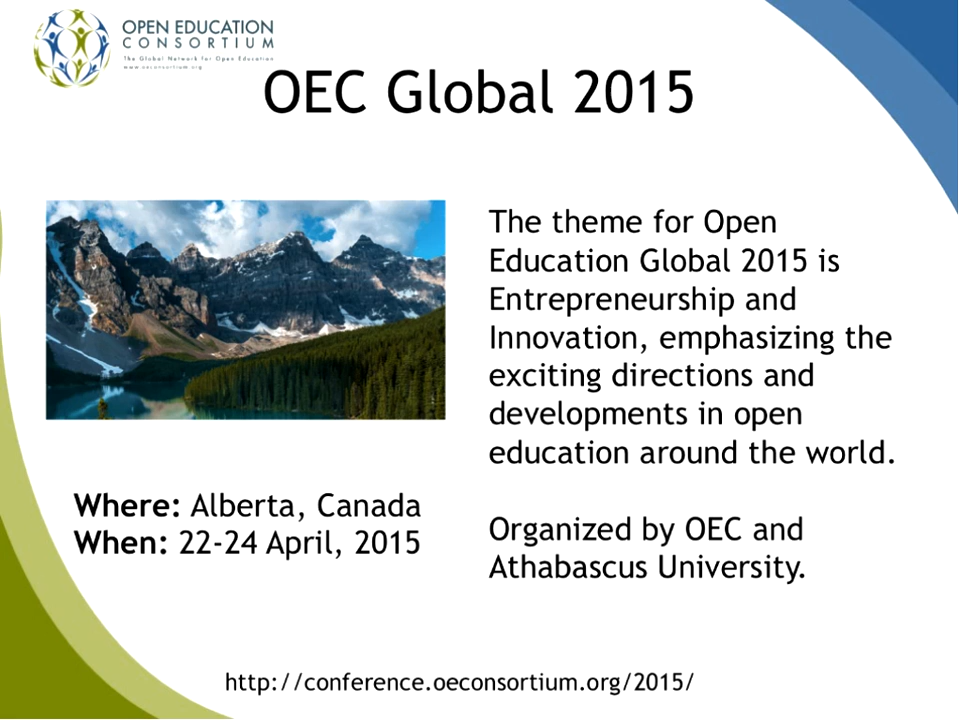 OPEN EDUCATION
CONSORTIUM
The Global Network for Open Education
www.oeconsortium.org
OEC Global 2015
The theme for Open
Education Global 2015 is
Entrepreneurship and
Innovation, emphasizing the
exciting directions and
developments in open
education around the world.
Where: Alberta, Canada
When: 22-24 April, 2015
Organized by OEC and
Athabascus University.
http://conference.oeconsortium.org/2015/